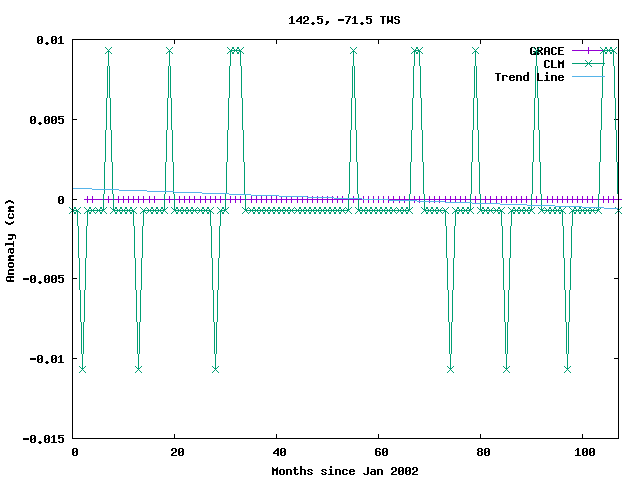 142.5, -71.5 TWS
0.01
0.005
0
-0.005
-0.01
-0.015
Anomaly (cm)
GRACE
CLM
Trend Line
0 20 40 60 80 100
Months since Jan 2002